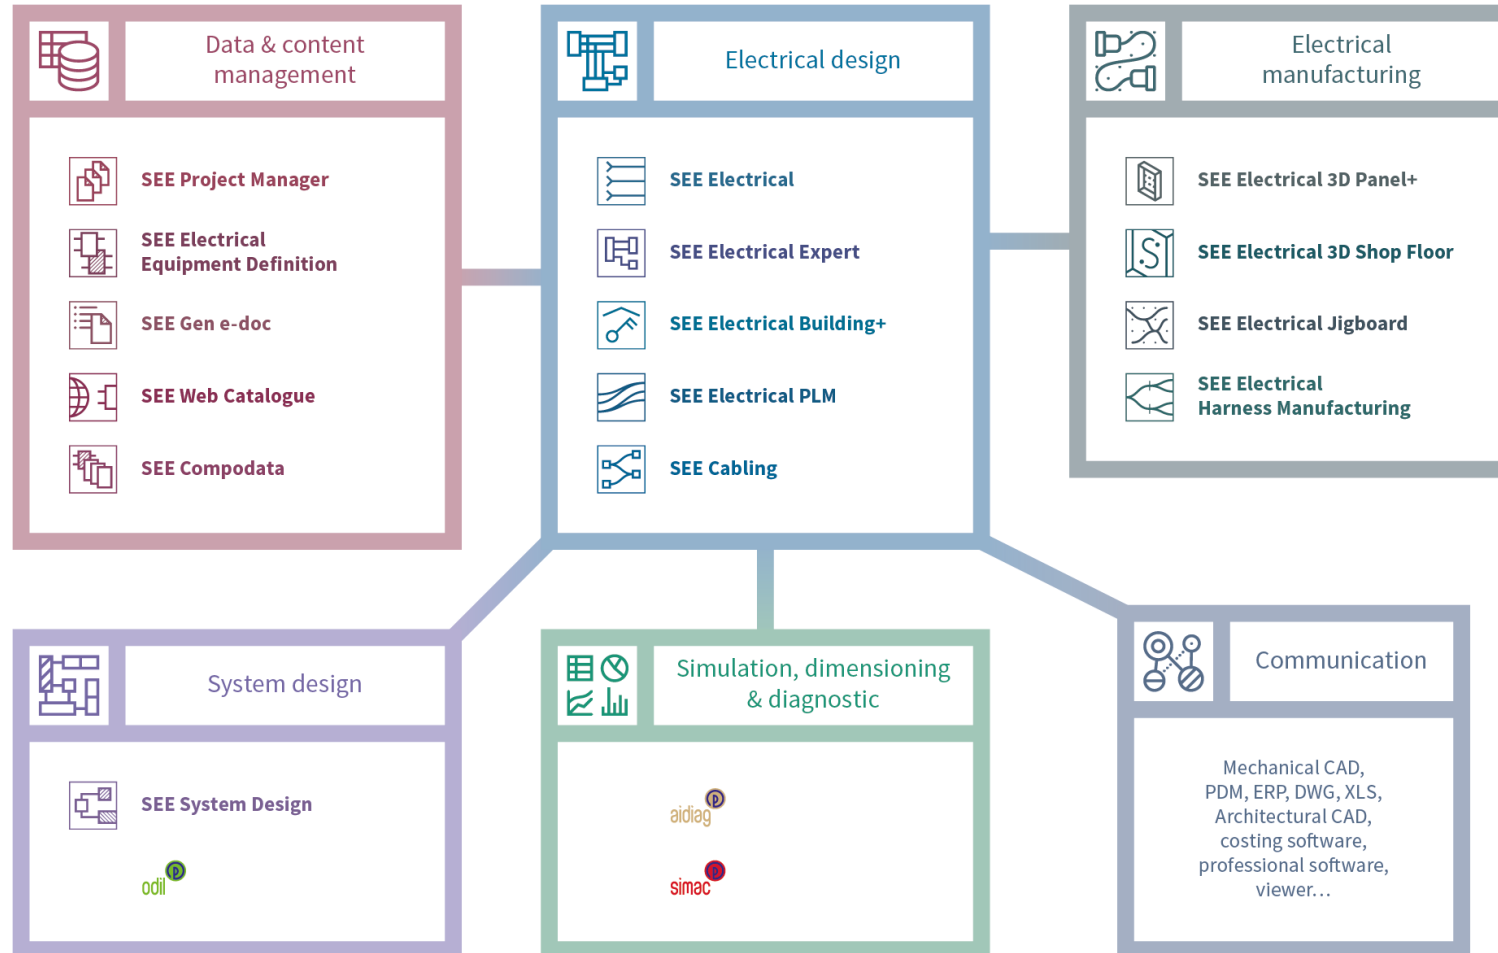 Data & content
management
SEE Project Manager
SEE Electrical
Equipment Definition
SEE Gen e-doc
SEE Web Catalogue
SEE Compodata
Electrical design
SEE Electrical
SEE Electrical Expert
SEE Electrical Building+
SEE Electrical PLM
SEE Cabling
Electrical
manufacturing
SEE Electrical 3D Panel+
SEE Electrical 3D Shop Floor
SEE Electrical Jigboard
SEE Electrical
Harness Manufacturing
System design
SEE System Design
odil p
Simulation, dimensioning
& diagnostic
aidiag p
simac p
Communication
Mechanical CAD,
PDM, ERP, DWG, XLS,
Architectural CAD,
costing software,
professional software,
viewer...